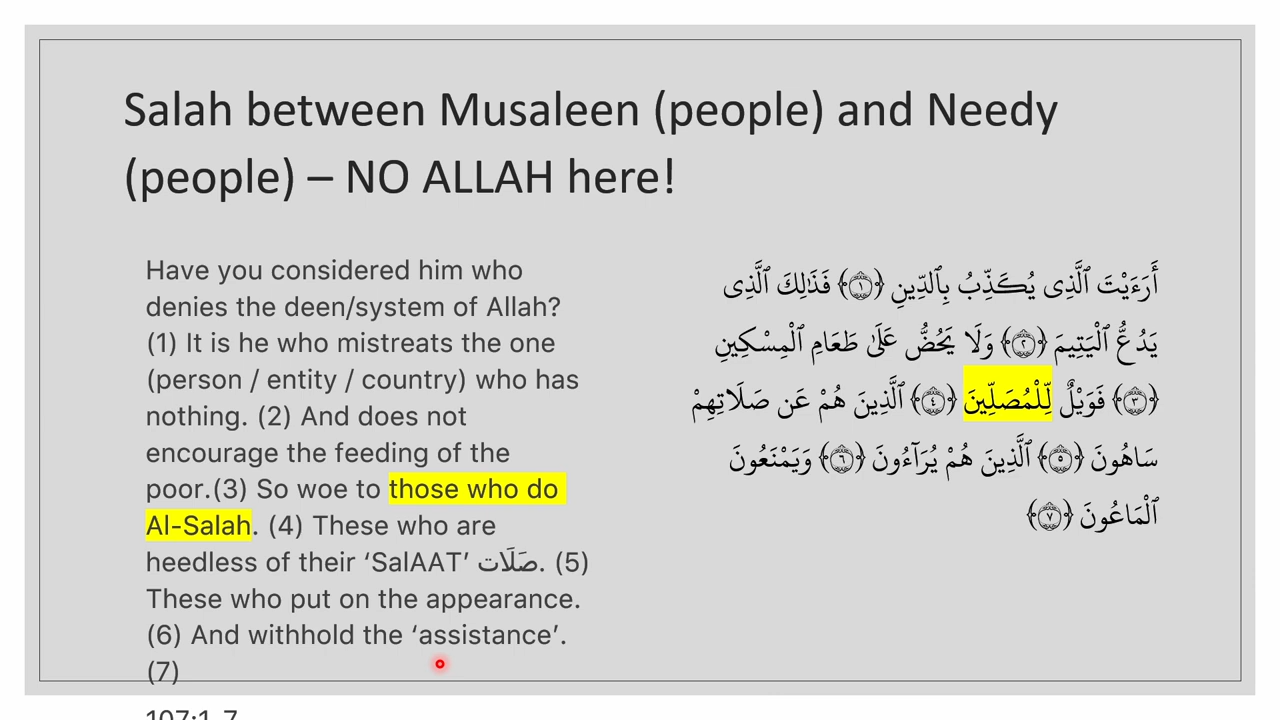 Salah between Musaleen (people) and Needy
(people) – NO ALLAH here!
Have you considered him who
denies the deen/system of Allah?
(1) It is he who mistreats the one
(person / entity / country) who has
nothing. (2) And does not
encourage the feeding of the
poor.(3) So woe to those who do
Al-Salah. (4) These who are
heedless of their ‘SalAAT’ صَلَات. (5)
These who put on the appearance.
(6) And withhold the ‘assistance’.
(7)
107:1-7
أَرَءَيْتَ ٱلَّذِى يُكَذِّبُ بِٱلدِّينِ ﴿١﴾ فَذَٰلِكَ ٱلَّذِى
يَدُعُّ ٱلْيَتِيمَ ﴿٢﴾ وَلَا يَحُضُّ عَلَىٰ طَعَامِ ٱلْمِسْكِينِ
﴿٣﴾ فَوَيْلٌ لِّلْمُصَلِّينَ ﴿٤﴾ ٱلَّذِينَ هُمْ عَن صَلَاتِهِمْ
سَاهُونَ ﴿٥﴾ ٱلَّذِينَ هُمْ يُرَآءُونَ ﴿٦﴾ وَيَمْنَعُونَ
ٱلْمَاعُونَ ﴿٧﴾